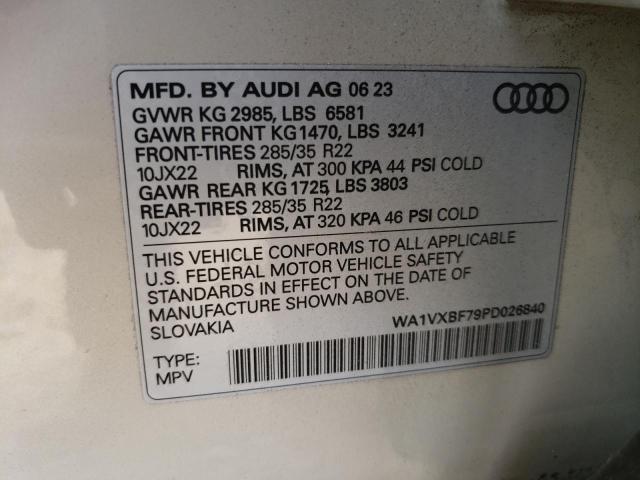 MFD. BY AUDI AG 06 23
GVWR KG 2985, LBS 6581
GAWR FRONT KG1470, LBS 3241
FRONT-TIRES 285/35 R22
10JX22 RIMS, AT 300 KPA 44 PSI COLD
GAWR REAR KG 1725, LBS 3803
REAR-TIRES 285/35 R22
10JX22 RIMS, AT 320 KPA 46 PSI COLD
THIS VEHICLE CONFORMS TO ALL APPLICABLE
U.S. FEDERAL MOTOR VEHICLE SAFETY
STANDARDS IN EFFECT ON THE DATE OF
MANUFACTURE SHOWN ABOVE.
SLOVAKIA
WA1VXBF79PD026840
TYPE:
MPV